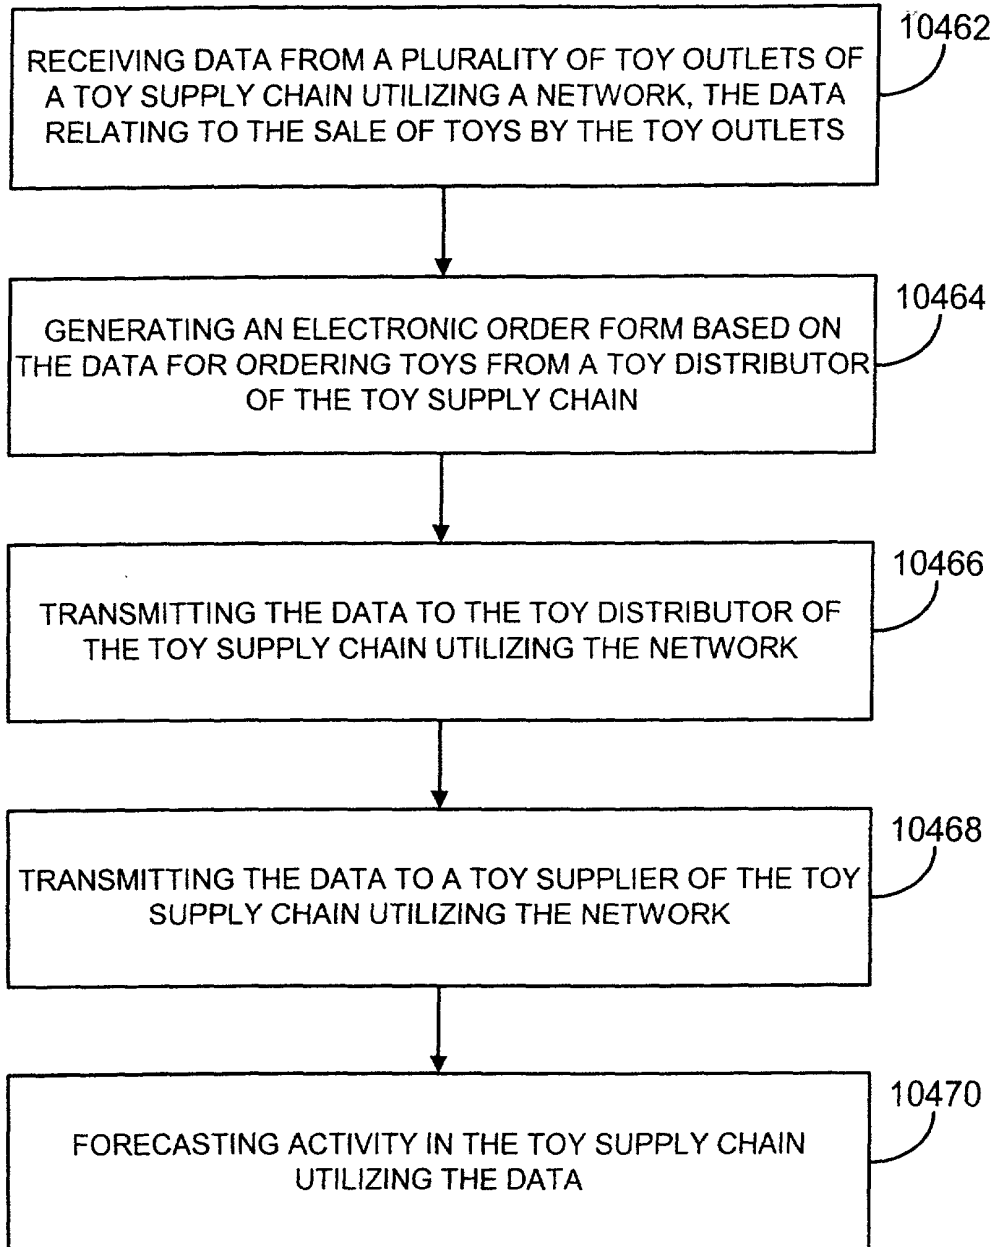 10462
RECEIVING DATA FROM A PLURALITY OF TOY OUTLETS OF
A TOY SUPPLY CHAIN UTILIZING A NETWORK, THE DATA
RELATING TO THE SALE OF TOYS BY THE TOY OUTLETS
10464
GENERATING AN ELECTRONIC ORDER FORM BASED ON
THE DATA FOR ORDERING TOYS FROM A TOY DISTRIBUTOR
OF THE TOY SUPPLY CHAIN
10466
TRANSMITTING THE DATA TO THE TOY DISTRIBUTOR OF
THE TOY SUPPLY CHAIN UTILIZING THE NETWORK
10468
TRANSMITTING THE DATA TO A TOY SUPPLIER OF THE TOY
SUPPLY CHAIN UTILIZING THE NETWORK
10470
FORECASTING ACTIVITY IN THE TOY SUPPLY CHAIN
UTILIZING THE DATA